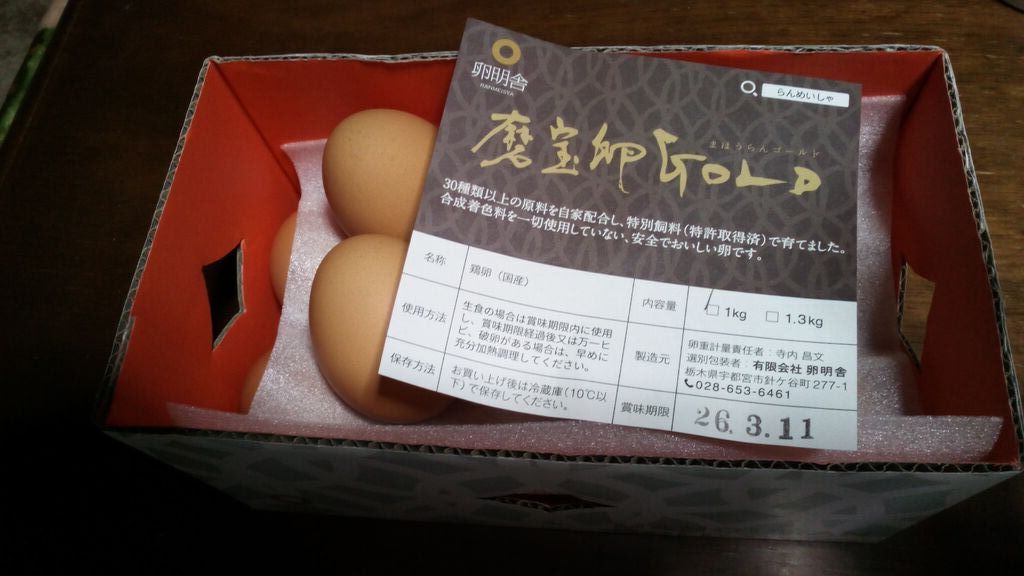 卵明舎
RANMEISYA
らんめいしゃ
まほうらんゴールド
磨宝卵GOLD
30種類以上の原料を自家配合し、特別飼料(特許取得済)で育てました。
合成着色料を一切使用していない、安全でおいしい卵です。
名称
鶏卵(国産)
内容量
□1kg □1.3kg
使用方法
生食の場合は賞味期限内に使用
し、賞味期限経過後又は万一ヒ
ビ、破卵がある場合は、早めに
充分加熱調理してください。
製造元
卵重計量責任者:寺内 昌文
選別包装者:有限会社 卵明舎
栃木県宇都宮市針ケ谷町277-1
028-653-6461
保存方法
お買い上げ後は冷蔵庫(10℃以
下)で保存してください。
賞味期限
26.3.11